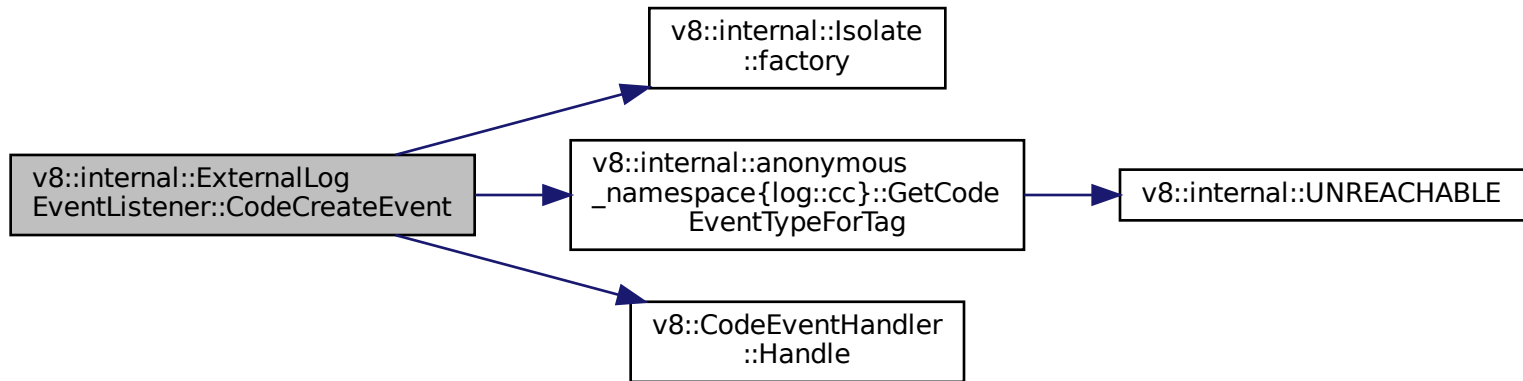 v8::internal::Isolate
::factory
v8::internal::ExternalLog
EventListener::CodeCreateEvent
v8::internal::anonymous
_namespace{log::cc}::GetCode
EventTypeForTag
v8::internal::UNREACHABLE
v8::CodeEventHandler
::Handle